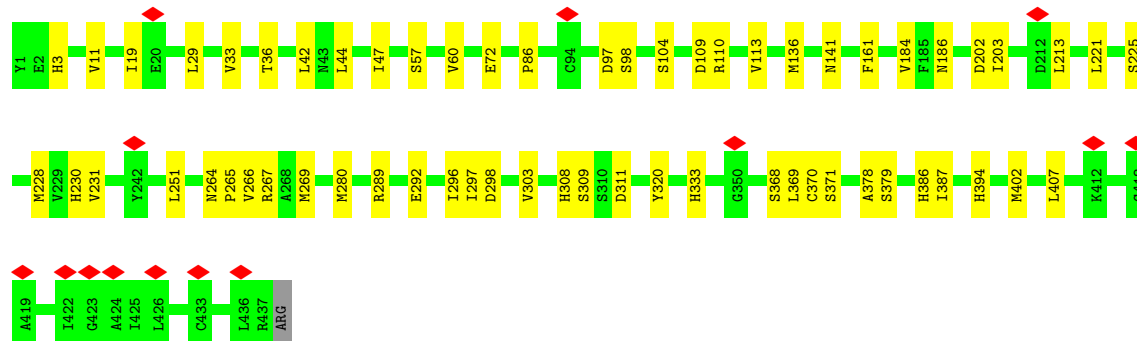 Y1 E2 H3 V11 I19 E20 L29 V33 T36 L42 N43 L44 I47 S57 V60 E72 P86 C94 D97 S98 S104 D109 R110 V113 M136 N141 F161 V184 F185 N186 D202 I203 D212 L213 L221 S225
M228 V229 H230 V231 Y242 L251 N264 P265 V266 R267 A268 M269 M280 R289 E292 I296 I297 D298 V303 H308 S309 S310 D311 Y320 H333 G350 S368 L369 C370 S371 A378 S379 H386 I387 H394 M402 L407 K412
A419 I422 G423 A424 I425 L426 C433 L436 R437 ARG